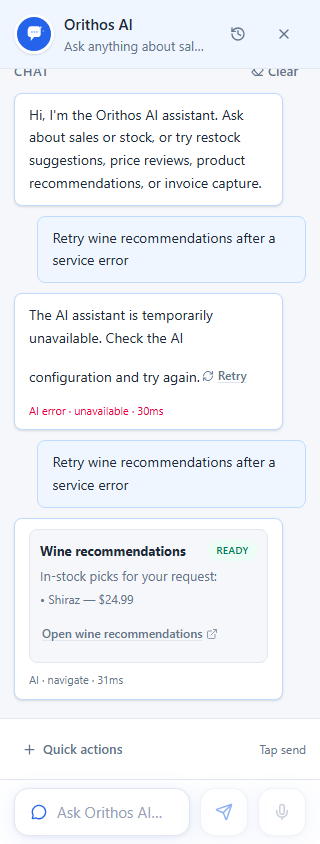 Orithos AI
Ask anything about sal...
CHAT
Clear
Hi, I'm the Orithos AI assistant. Ask
about sales or stock, or try restock
suggestions, price reviews, product
recommendations, or invoice capture.
Retry wine recommendations after a
service error
The AI assistant is temporarily
unavailable. Check the AI
configuration and try again. Retry
AI error · unavailable · 30ms
Retry wine recommendations after a
service error
Wine recommendations READY
In-stock picks for your request:
• Shiraz — $24.99
Open wine recommendations
AI · navigate · 31ms
Quick actions
Tap send
Ask Orithos AI...